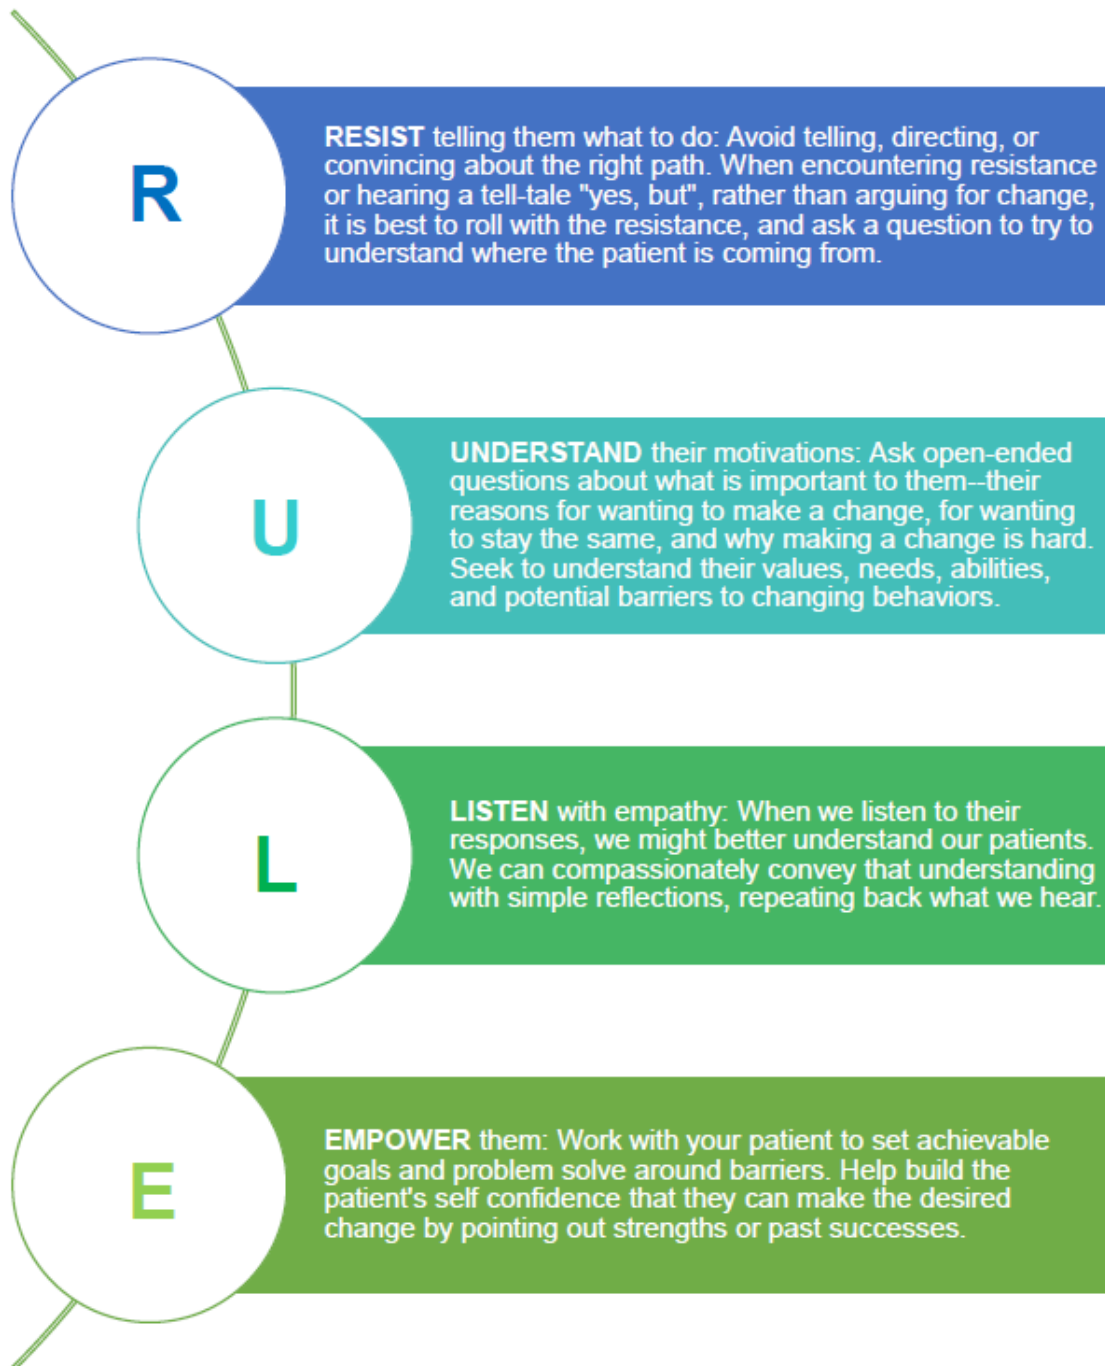 R
RESIST telling them what to do: Avoid telling, directing, or
convincing about the right path. When encountering resistance
or hearing a tell-tale "yes, but", rather than arguing for change,
it is best to roll with the resistance, and ask a question to try to
understand where the patient is coming from.
U
UNDERSTAND their motivations: Ask open-ended
questions about what is important to them--their
reasons for wanting to make a change, for wanting
to stay the same, and why making a change is hard.
Seek to understand their values, needs, abilities,
and potential barriers to changing behaviors.
L
LISTEN with empathy: When we listen to their
responses, we might better understand our patients.
We can compassionately convey that understanding
with simple reflections, repeating back what we hear.
E
EMPOWER them: Work with your patient to set achievable
goals and problem solve around barriers. Help build the
patient's self confidence that they can make the desired
change by pointing out strengths or past successes.